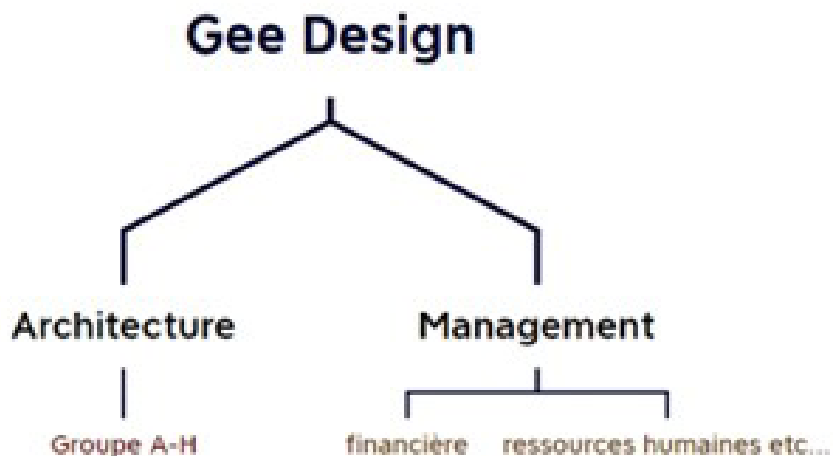 Gee Design
Architecture
Management
Groupe A-H
financière
ressources humaines etc...